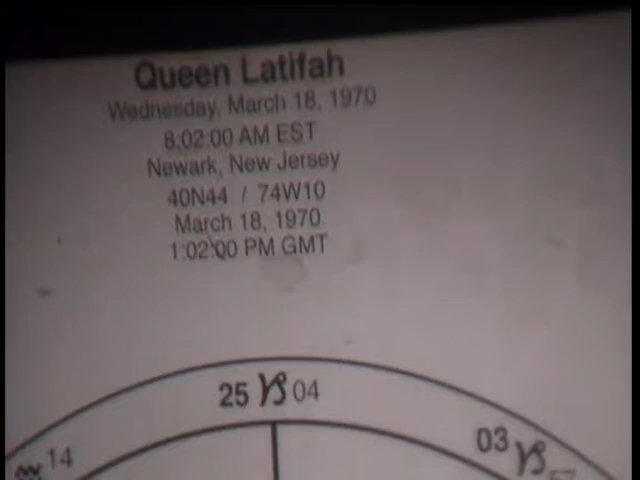 Queen Latifah
Wednesday, March 18, 1970
8:02:00 AM EST
Newark, New Jersey
40N44 / 74W10
March 18, 1970
1:02:00 PM GMT
25 ♑ 04
03 ♑
♒ 14